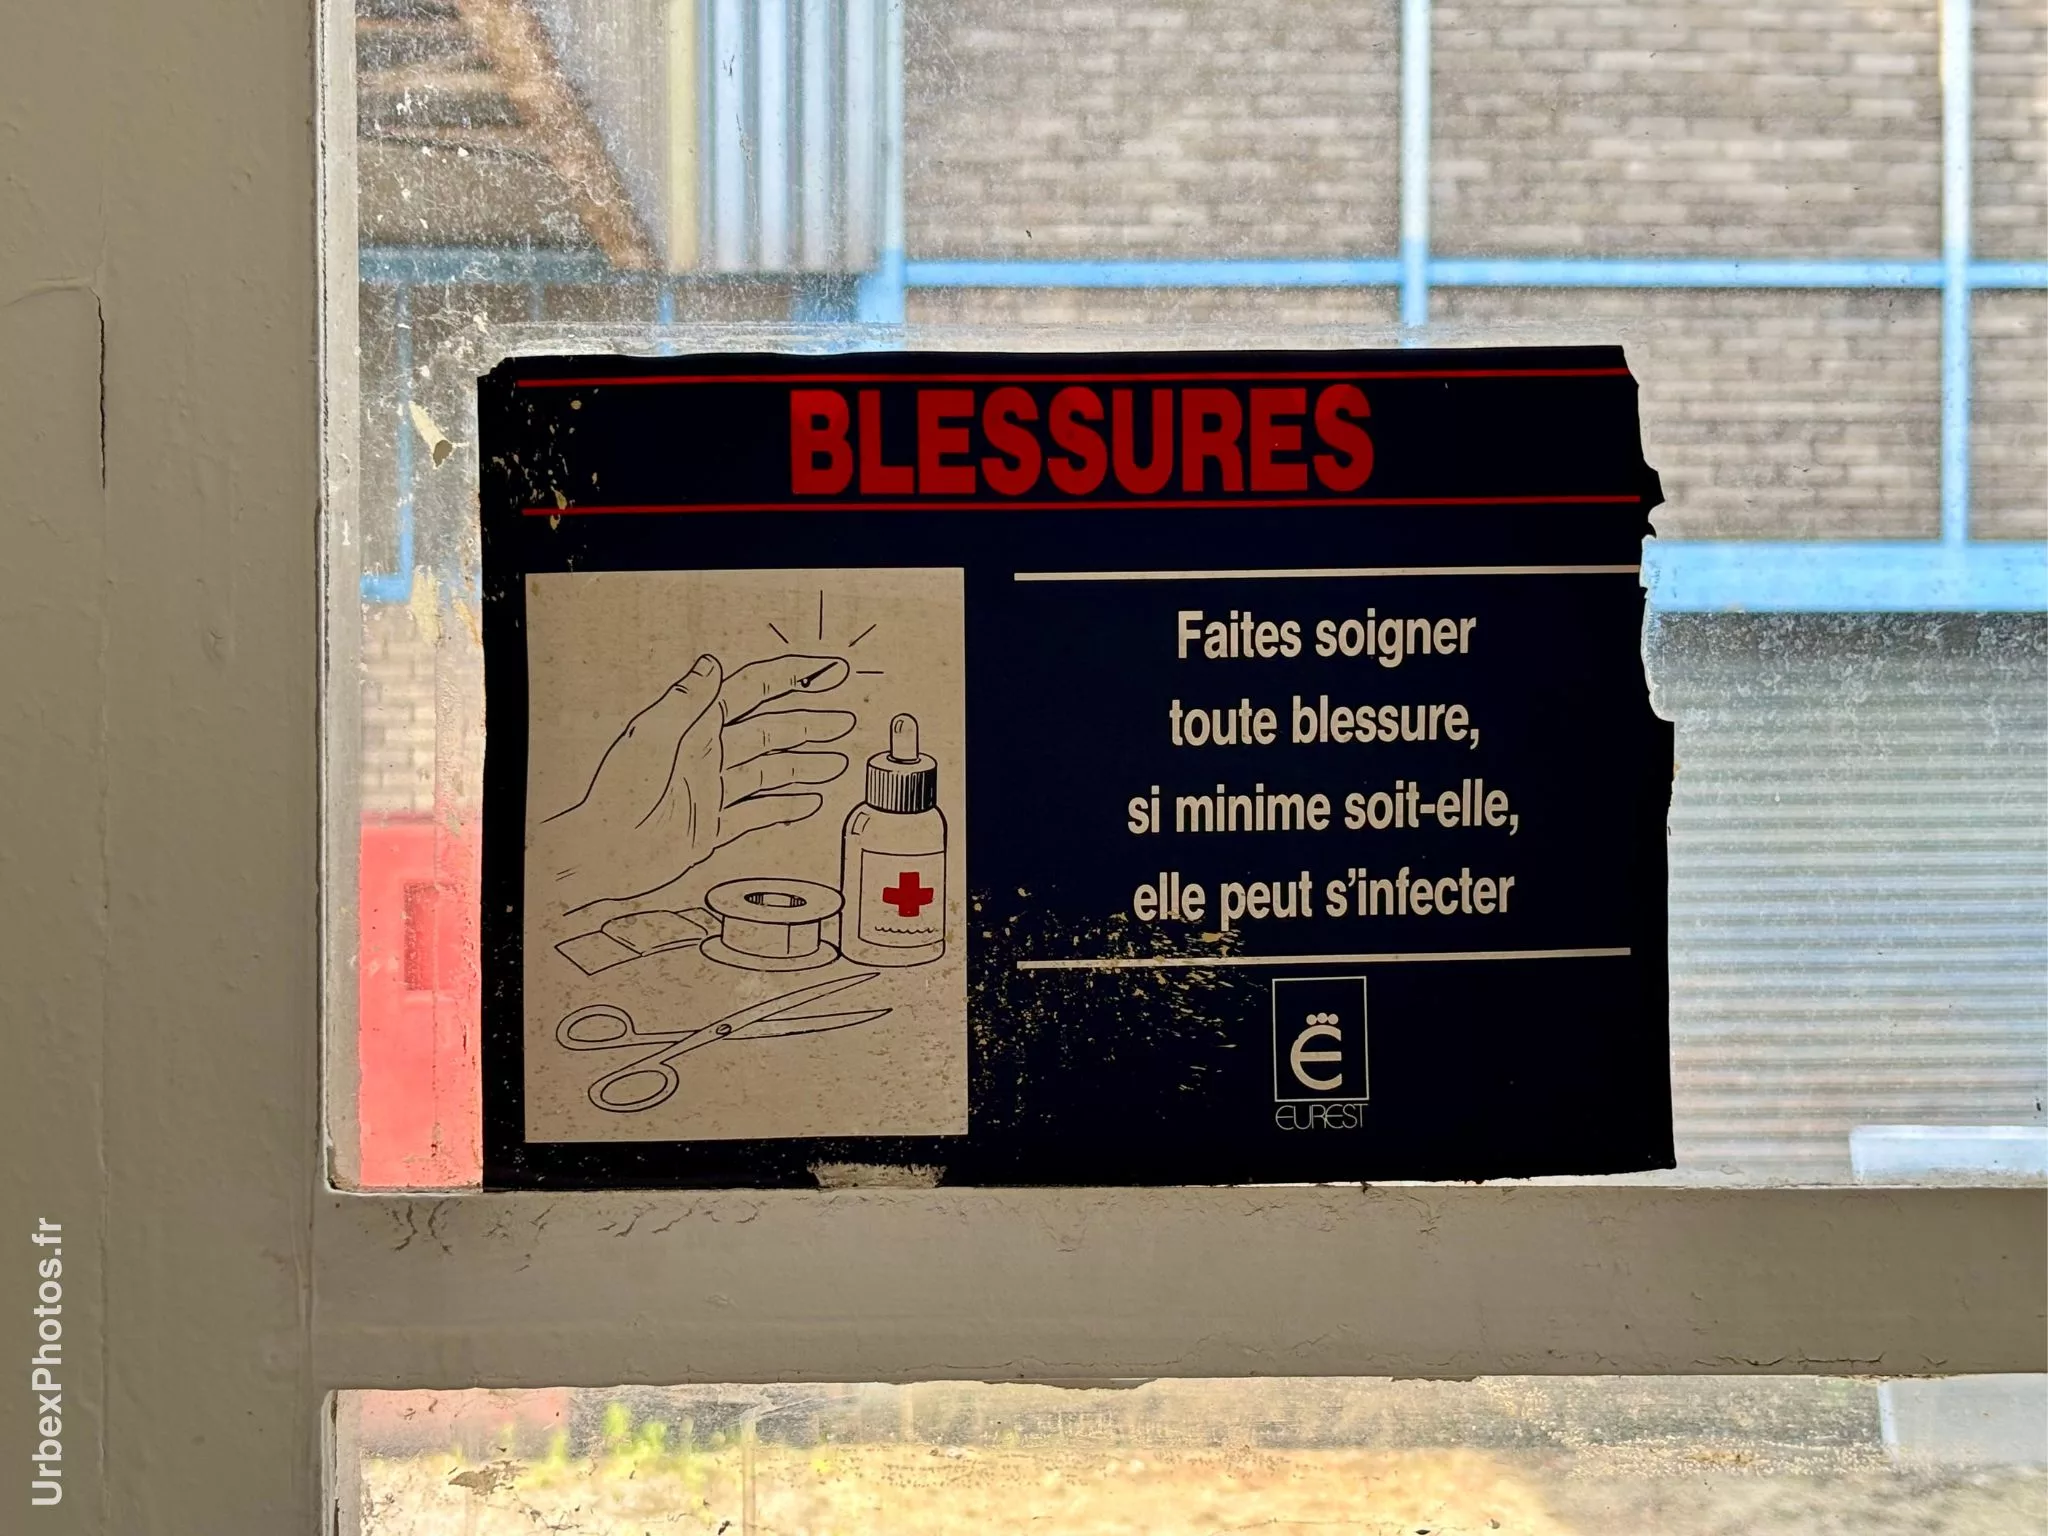 BLESSURES
Faites soigner
toute blessure,
si minime soit-elle,
elle peut s'infecter
Ë
EUREST
UrbexPhotos.fr